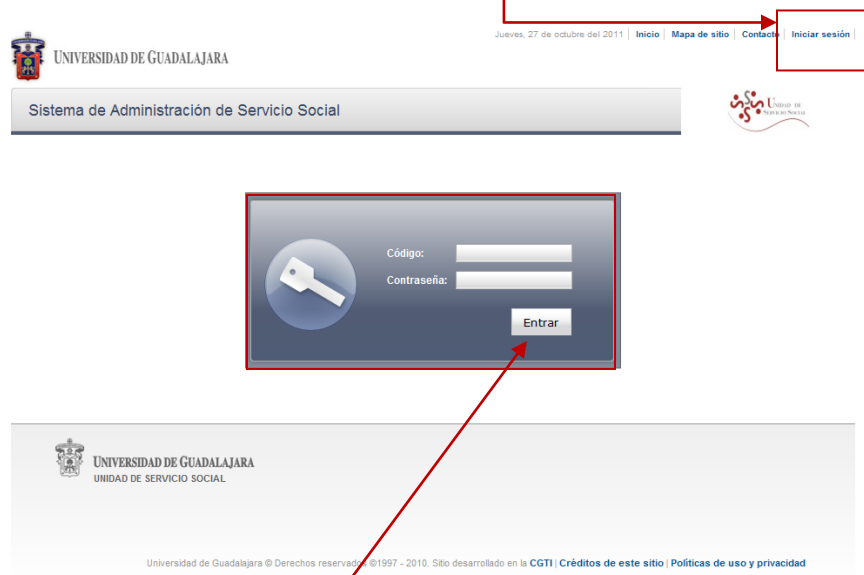 Jueves, 27 de octubre del 2011 | Inicio | Mapa de sitio | Contacto | Iniciar sesión |
UNIVERSIDAD DE GUADALAJARA
Sistema de Administración de Servicio Social
UNIDAD DE
SERVICIO SOCIAL
Código:
Contraseña:
Entrar
UNIVERSIDAD DE GUADALAJARA
UNIDAD DE SERVICIO SOCIAL
Universidad de Guadalajara © Derechos reservados ©1997 - 2010. Sitio desarrollado en la CGTI | Créditos de este sitio | Políticas de uso y privacidad